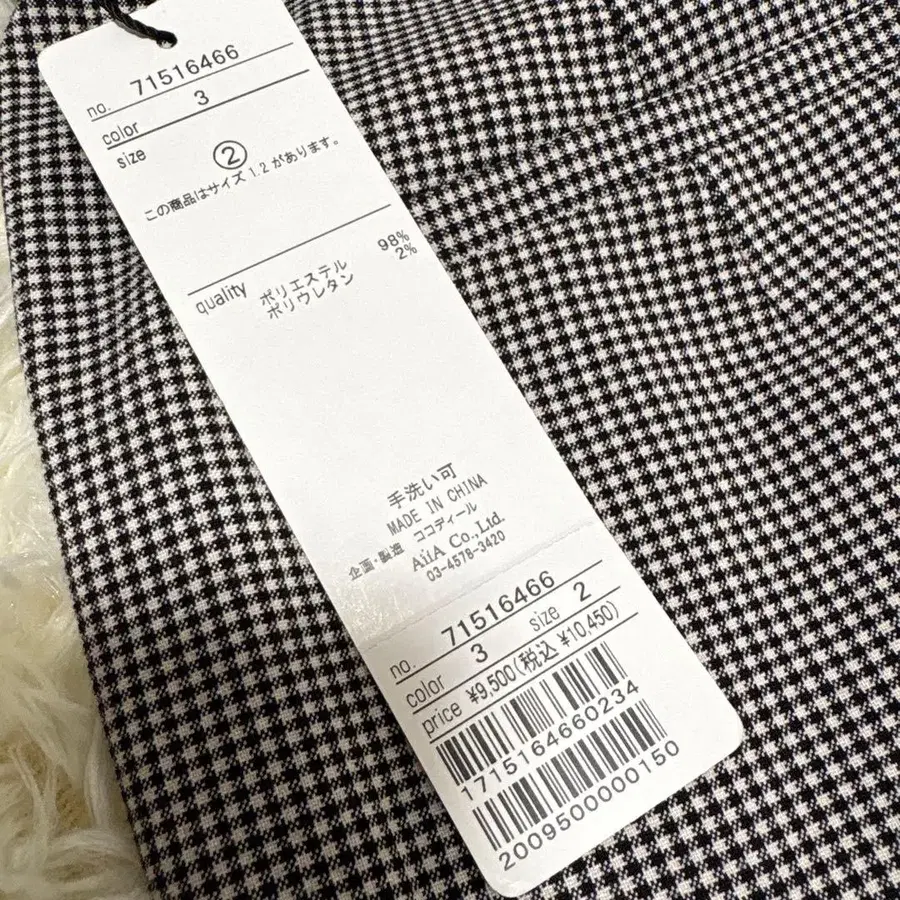 no. 71516466
color 3
size ②
この商品はサイズ 1.2 があります。
quality ポリエステル 98%
ポリウレタン 2%
手洗い可
MADE IN CHINA
企画・製造 ココディール
AiiA Co.,Ltd.
03-4578-3420
no. 71516466
color 3 size 2
price ¥9,500(税込 ¥10,450)
1715164660234
2009500000150